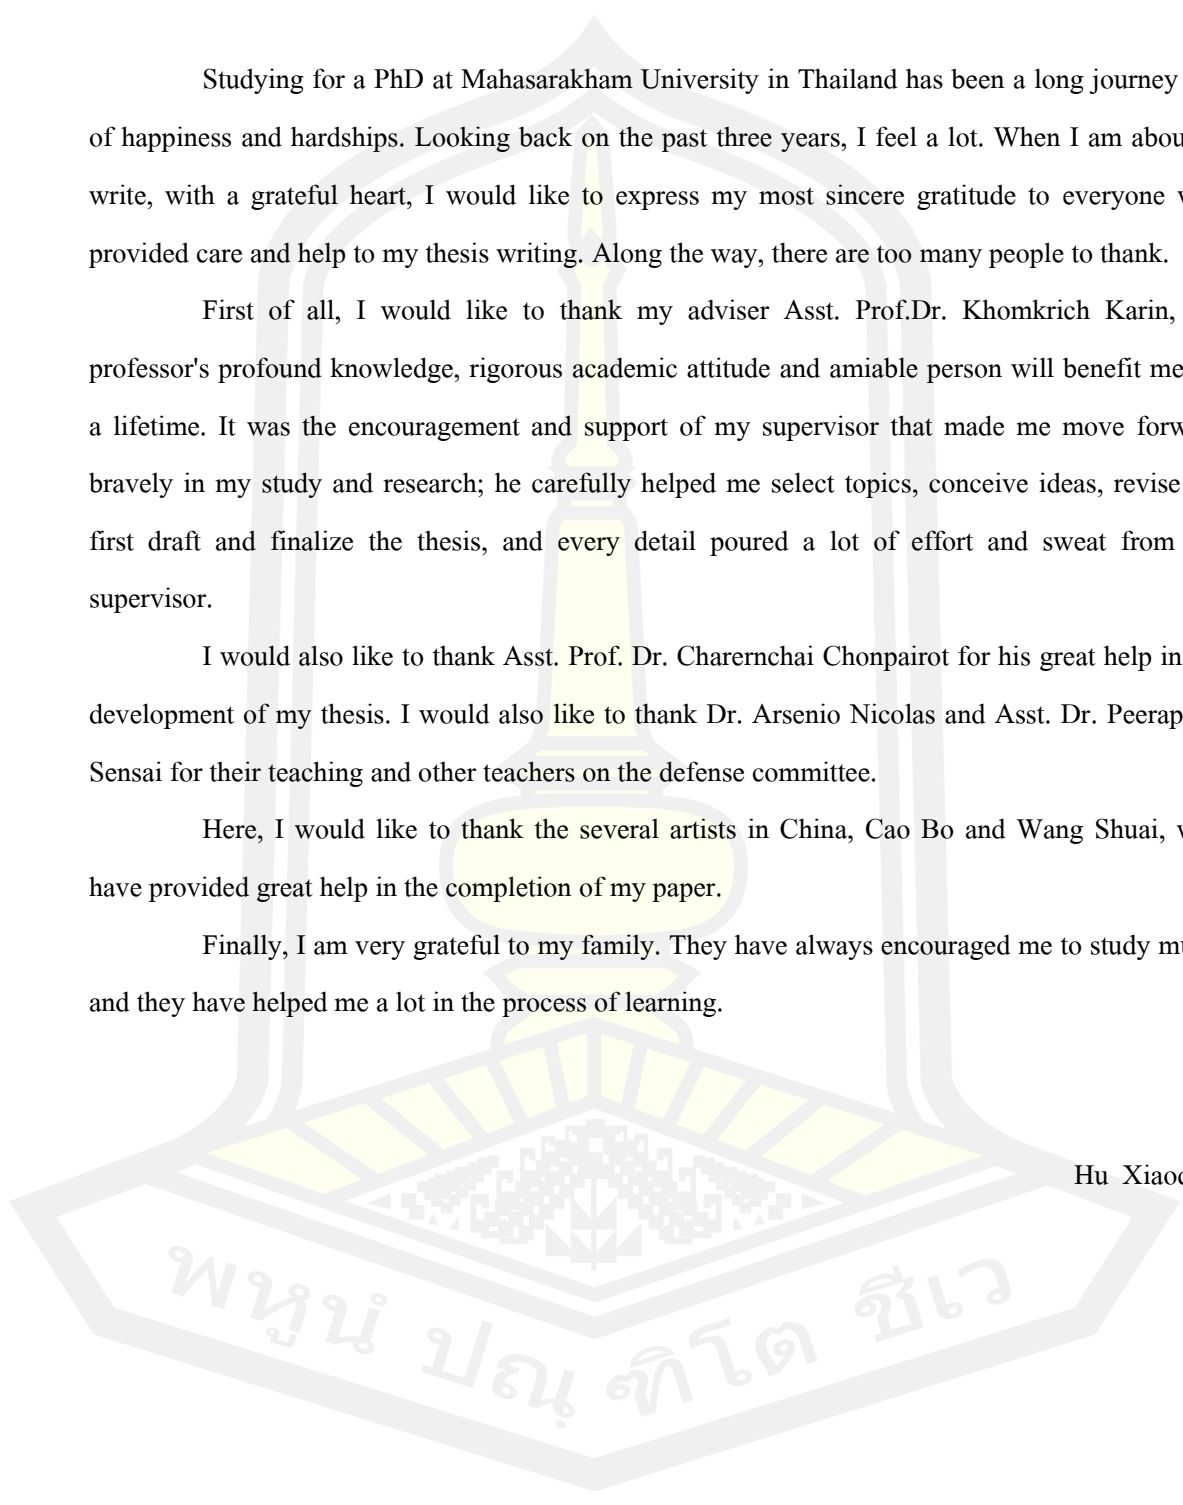 Studying for a PhD at Mahasarakham University in Thailand has been a long journey
of happiness and hardships. Looking back on the past three years, I feel a lot. When I am
write, with a grateful heart, I would like to express my most sincere gratitude to everyone
provided care and help to my thesis writing. Along the way, there are too many people to thank.
First of all, I would like to thank my adviser Asst. Prof.Dr. Khomkrich Karin,
professor's profound knowledge, rigorous academic attitude and amiable person will benefit me
a lifetime. It was the encouragement and support of my supervisor that made me move
bravely in my study and research; he carefully helped me select topics, conceive ideas, revise
first draft and finalize the thesis, and every detail poured a lot of effort and sweat from
supervisor.
I would also like to thank Asst. Prof. Dr. Charernchai Chonpairot for his great help in
development of my thesis. I would also like to thank Dr. Arsenio Nicolas and Asst. Dr.
Sensai for their teaching and other teachers on the defense committee.
Here, I would like to thank the several artists in China, Cao Bo and Wang Shuai,
have provided great help in the completion of my paper.
Finally, I am very grateful to my family. They have always encouraged me to study
and they have helped me a lot in the process of learning.
Hu
พหูนํ ปณฺฑิโต ชีเว